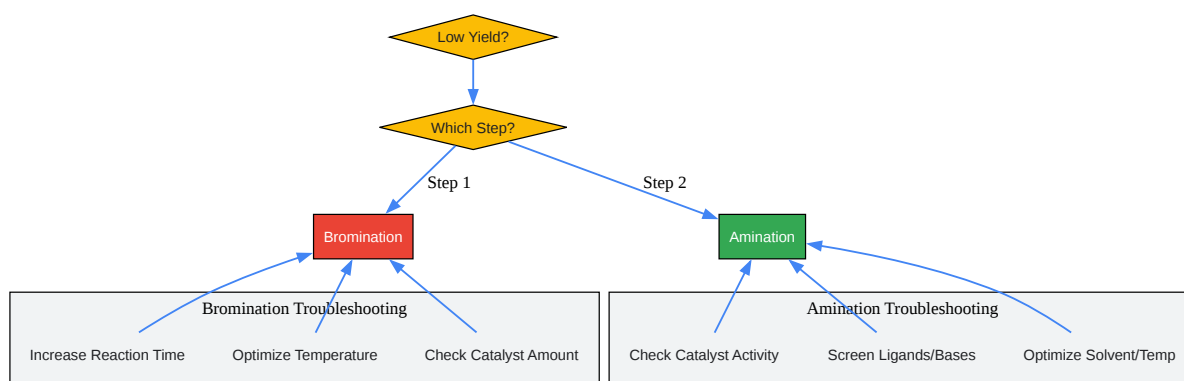 Low Yield?
Which Step?
Step 1
Step 2
Bromination
Amination
Bromination Troubleshooting
Amination Troubleshooting
Increase Reaction Time
Optimize Temperature
Check Catalyst Amount
Check Catalyst Activity
Screen Ligands/Bases
Optimize Solvent/Temp